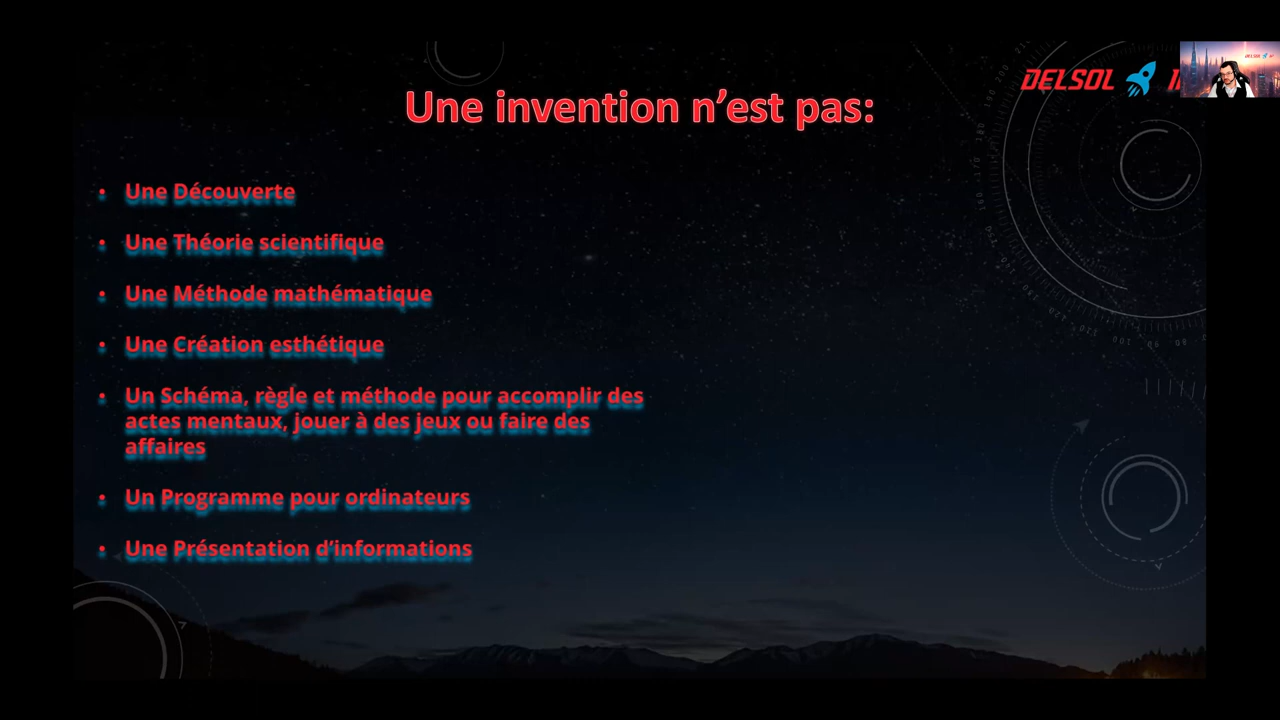 DELSOL
Une invention n’est pas:
• Une Découverte
• Une Théorie scientifique
• Une Méthode mathématique
• Une Création esthétique
• Un Schéma, règle et méthode pour accomplir des
actes mentaux, jouer à des jeux ou faire des
affaires
• Un Programme pour ordinateurs
• Une Présentation d’informations